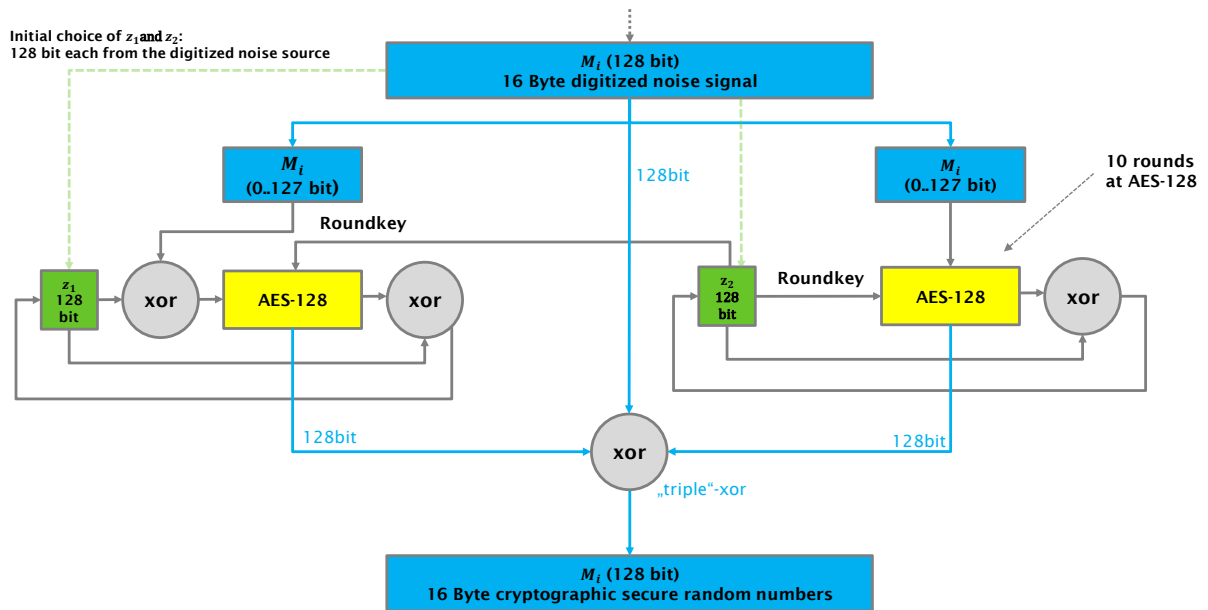 Initial choice of z₁and z₂:
128 bit each from the digitized noise source
Mᵢ (128 bit)
16 Byte digitized noise signal
Mᵢ
(0..127 bit)
128bit
Mᵢ
(0..127 bit)
10 rounds
at AES-128
Roundkey
z₁
128
bit
xor
AES-128
xor
z₂
128
bit
Roundkey
AES-128
xor
128bit
xor
128bit
„triple“-xor
Mᵢ (128 bit)
16 Byte cryptographic secure random numbers